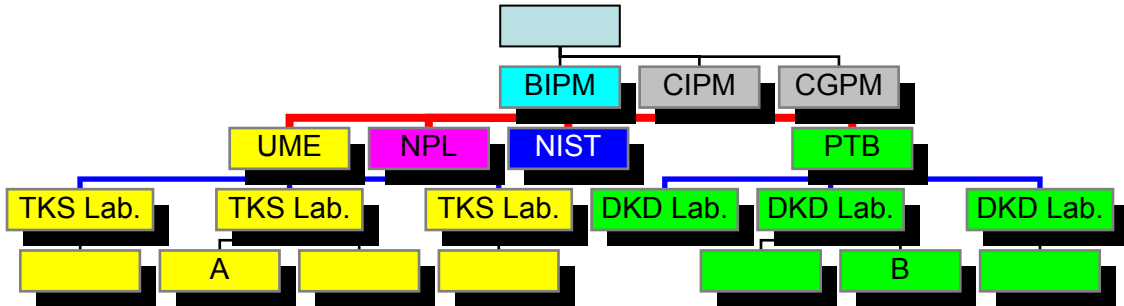 BIPM CIPM CGPM
UME NPL NIST PTB
TKS Lab. TKS Lab. TKS Lab. DKD Lab. DKD Lab. DKD Lab.
A B